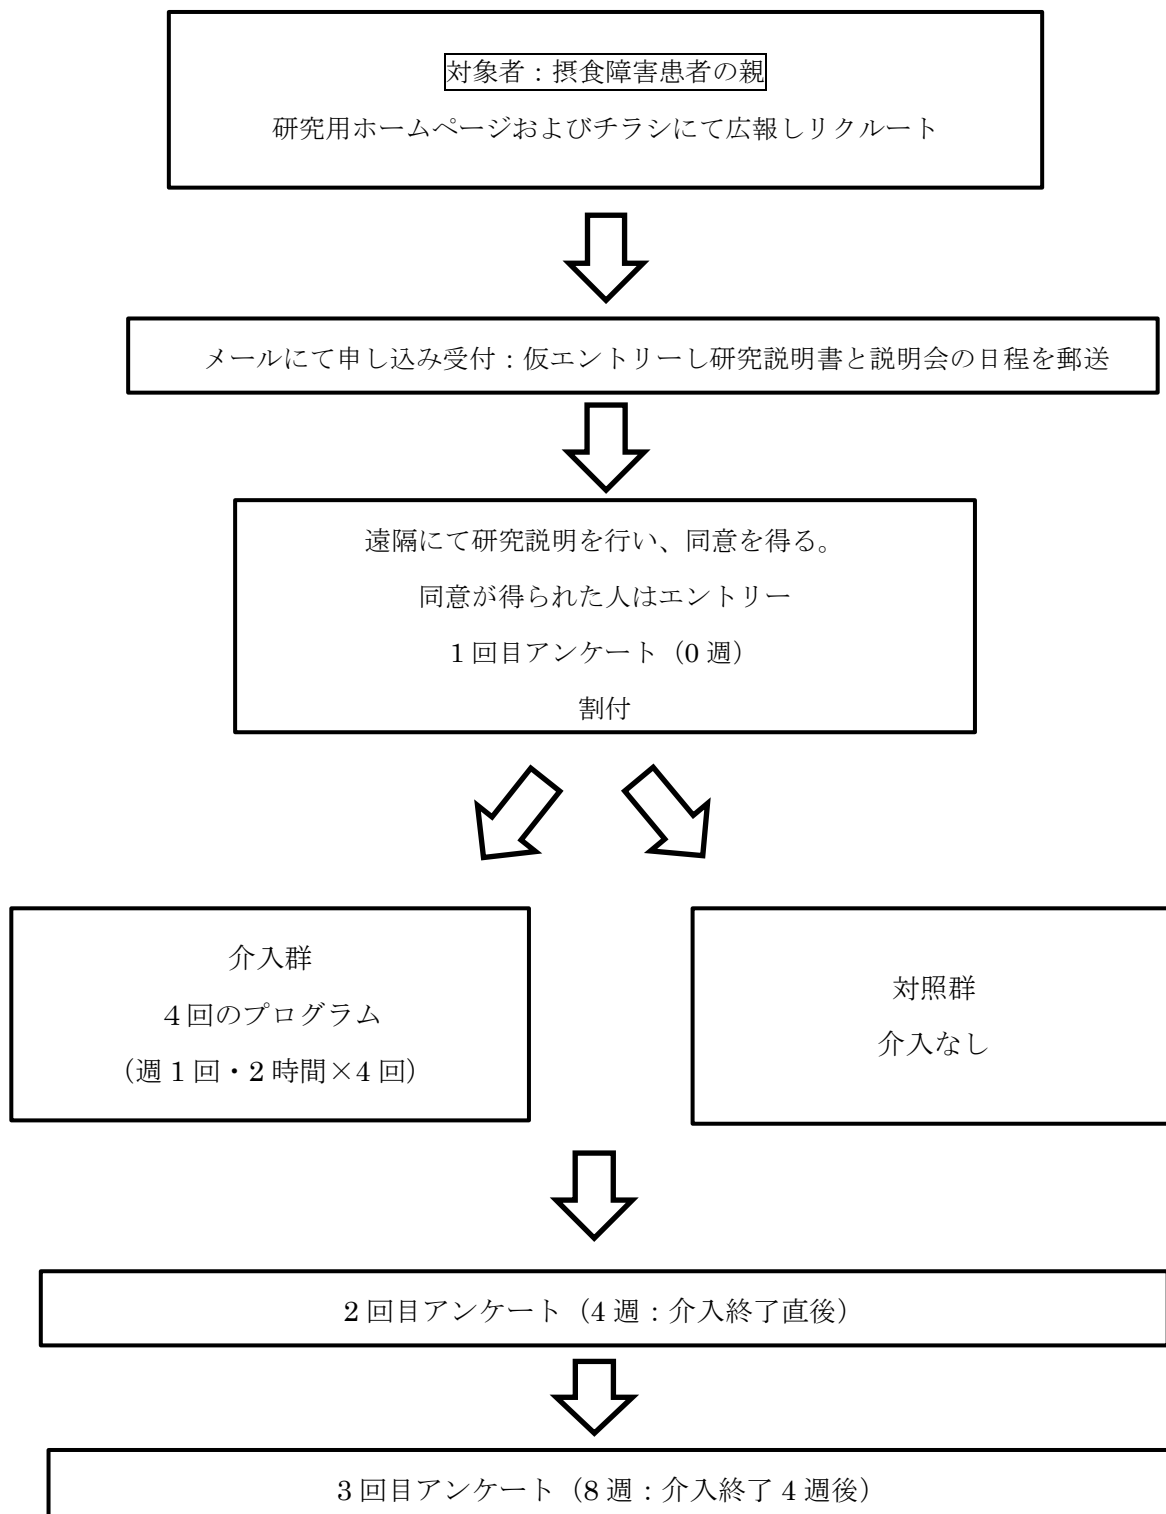 対象者：摂食障害患者の親
研究用ホームページおよびチラシにて広報しリクルート
メールにて申し込み受付：仮エントリーし研究説明書と説明会の日程を郵送
遠隔にて研究説明を行い、同意を得る。
同意が得られた人はエントリー
1 回目アンケート（0 週）
割付
介入群
４回のプログラム
（週 1 回・2 時間×4 回）
対照群
介入なし
2 回目アンケート（4 週：介入終了直後）
3 回目アンケート（8 週：介入終了 4 週後）